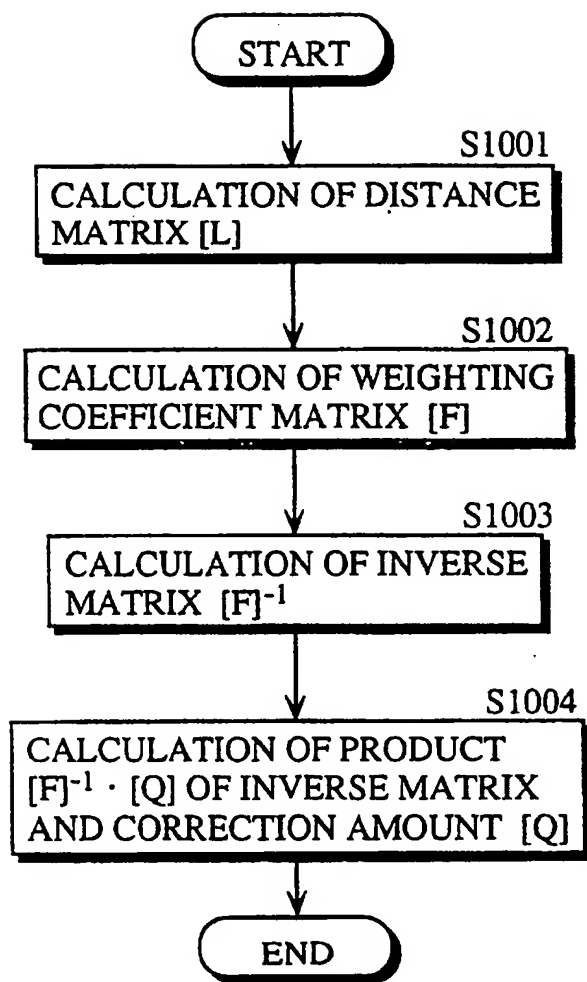 START
S1001
CALCULATION OF DISTANCE
MATRIX [L]
S1002
CALCULATION OF WEIGHTING
COEFFICIENT MATRIX [F]
S1003
CALCULATION OF INVERSE
MATRIX [F]⁻¹
S1004
CALCULATION OF PRODUCT
[F]⁻¹ · [Q] OF INVERSE MATRIX
AND CORRECTION AMOUNT [Q]
END